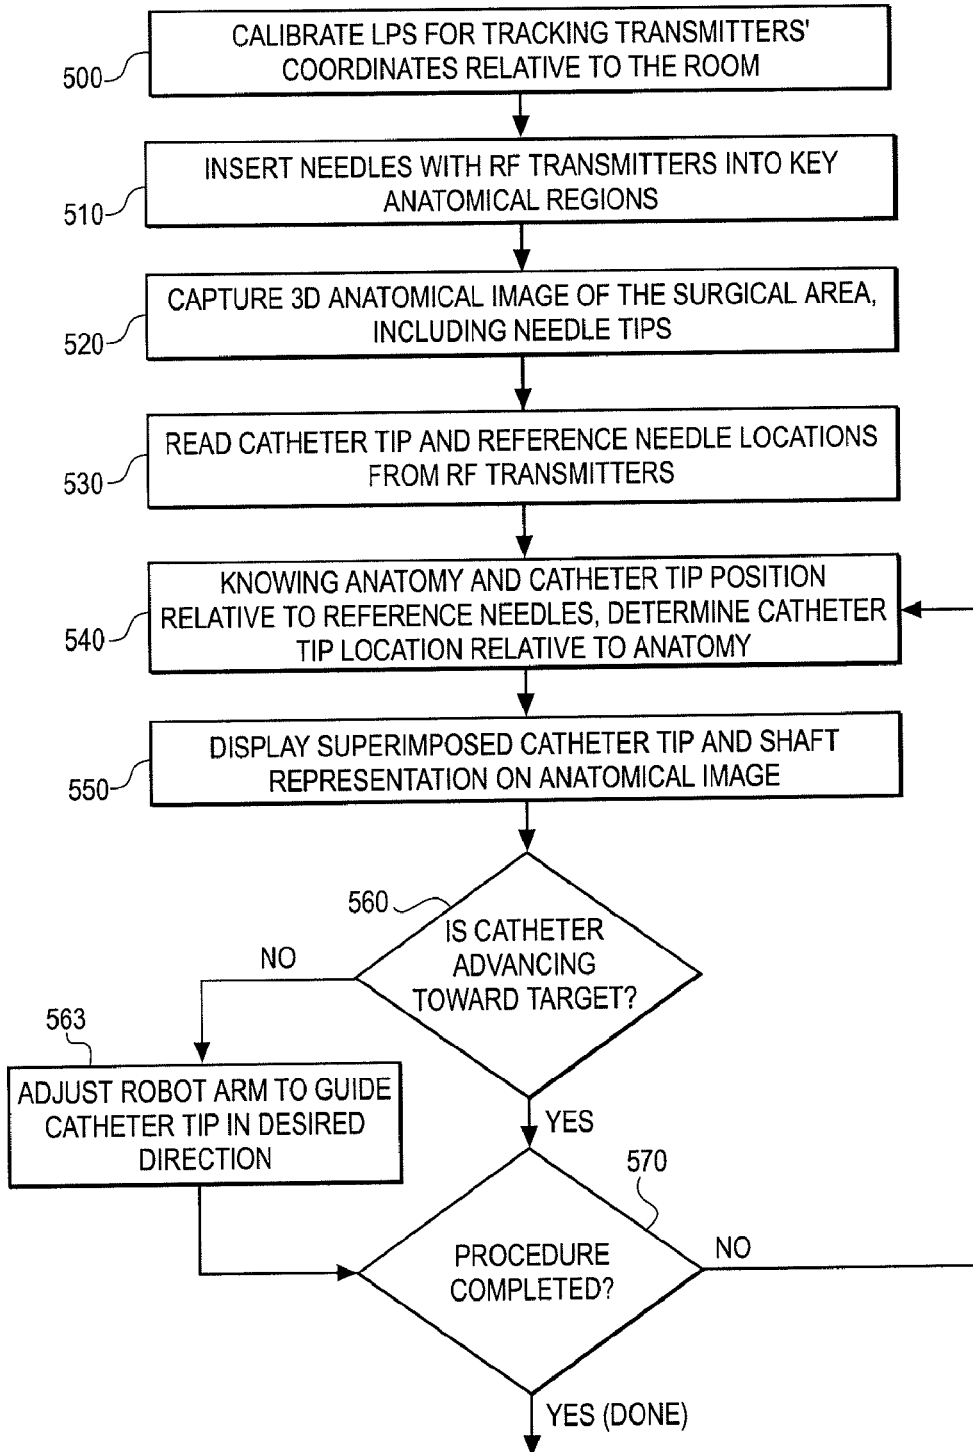 500
CALIBRATE LPS FOR TRACKING TRANSMITTERS'
COORDINATES RELATIVE TO THE ROOM
510
INSERT NEEDLES WITH RF TRANSMITTERS INTO KEY
ANATOMICAL REGIONS
520
CAPTURE 3D ANATOMICAL IMAGE OF THE SURGICAL AREA,
INCLUDING NEEDLE TIPS
530
READ CATHETER TIP AND REFERENCE NEEDLE LOCATIONS
FROM RF TRANSMITTERS
540
KNOWING ANATOMY AND CATHETER TIP POSITION
RELATIVE TO REFERENCE NEEDLES, DETERMINE CATHETER
TIP LOCATION RELATIVE TO ANATOMY
550
DISPLAY SUPERIMPOSED CATHETER TIP AND SHAFT
REPRESENTATION ON ANATOMICAL IMAGE
560
IS CATHETER
ADVANCING
TOWARD TARGET?
NO
563
ADJUST ROBOT ARM TO GUIDE
CATHETER TIP IN DESIRED
DIRECTION
YES
570
PROCEDURE
COMPLETED?
NO
YES (DONE)